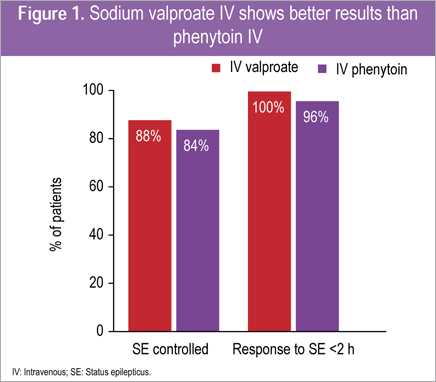 Figure 1. Sodium valproate IV shows better results than
phenytoin IV
IV valproate IV phenytoin
% of patients
100
80
60
40
20
0
88%
84%
100%
96%
SE controlled Response to SE <2 h
IV: Intravenous; SE: Status epilepticus.